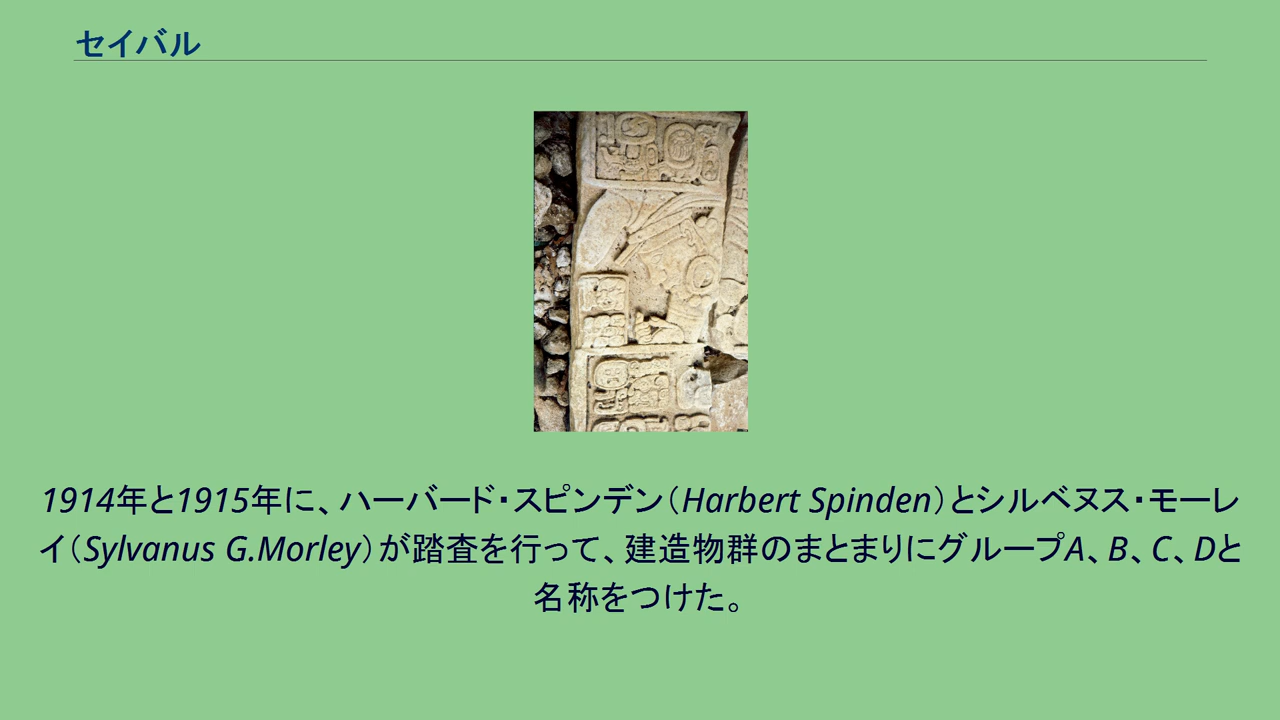 セイバル
1914年と1915年に、ハーバード・スピンデン（Harbert Spinden）とシルベヌス・モーレ
イ（Sylvanus G.Morley）が踏査を行って、建造物群のまとまりにグループA、B、C、Dと
名称をつけた。